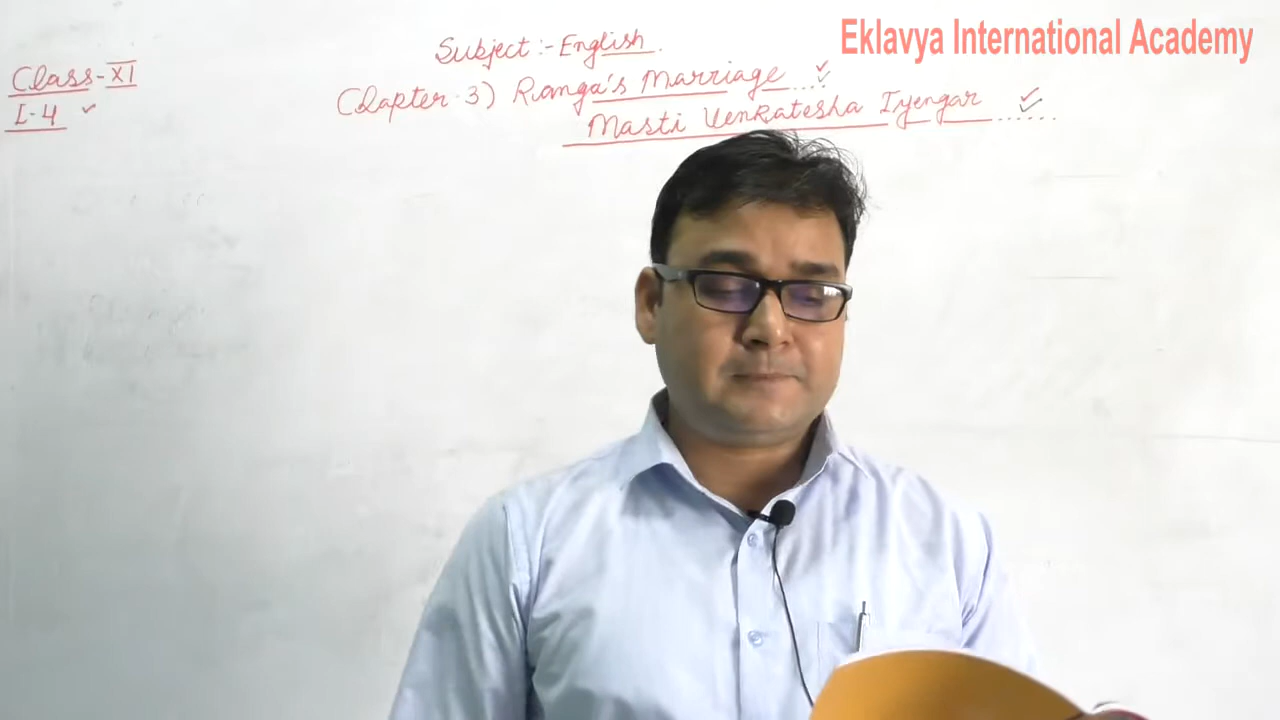 Eklavya International Academy
Subject :- English.
Class-XI
L-4
Chapter-3) Ranga's Marriage.....
Masti Venkatesha Iyengar......